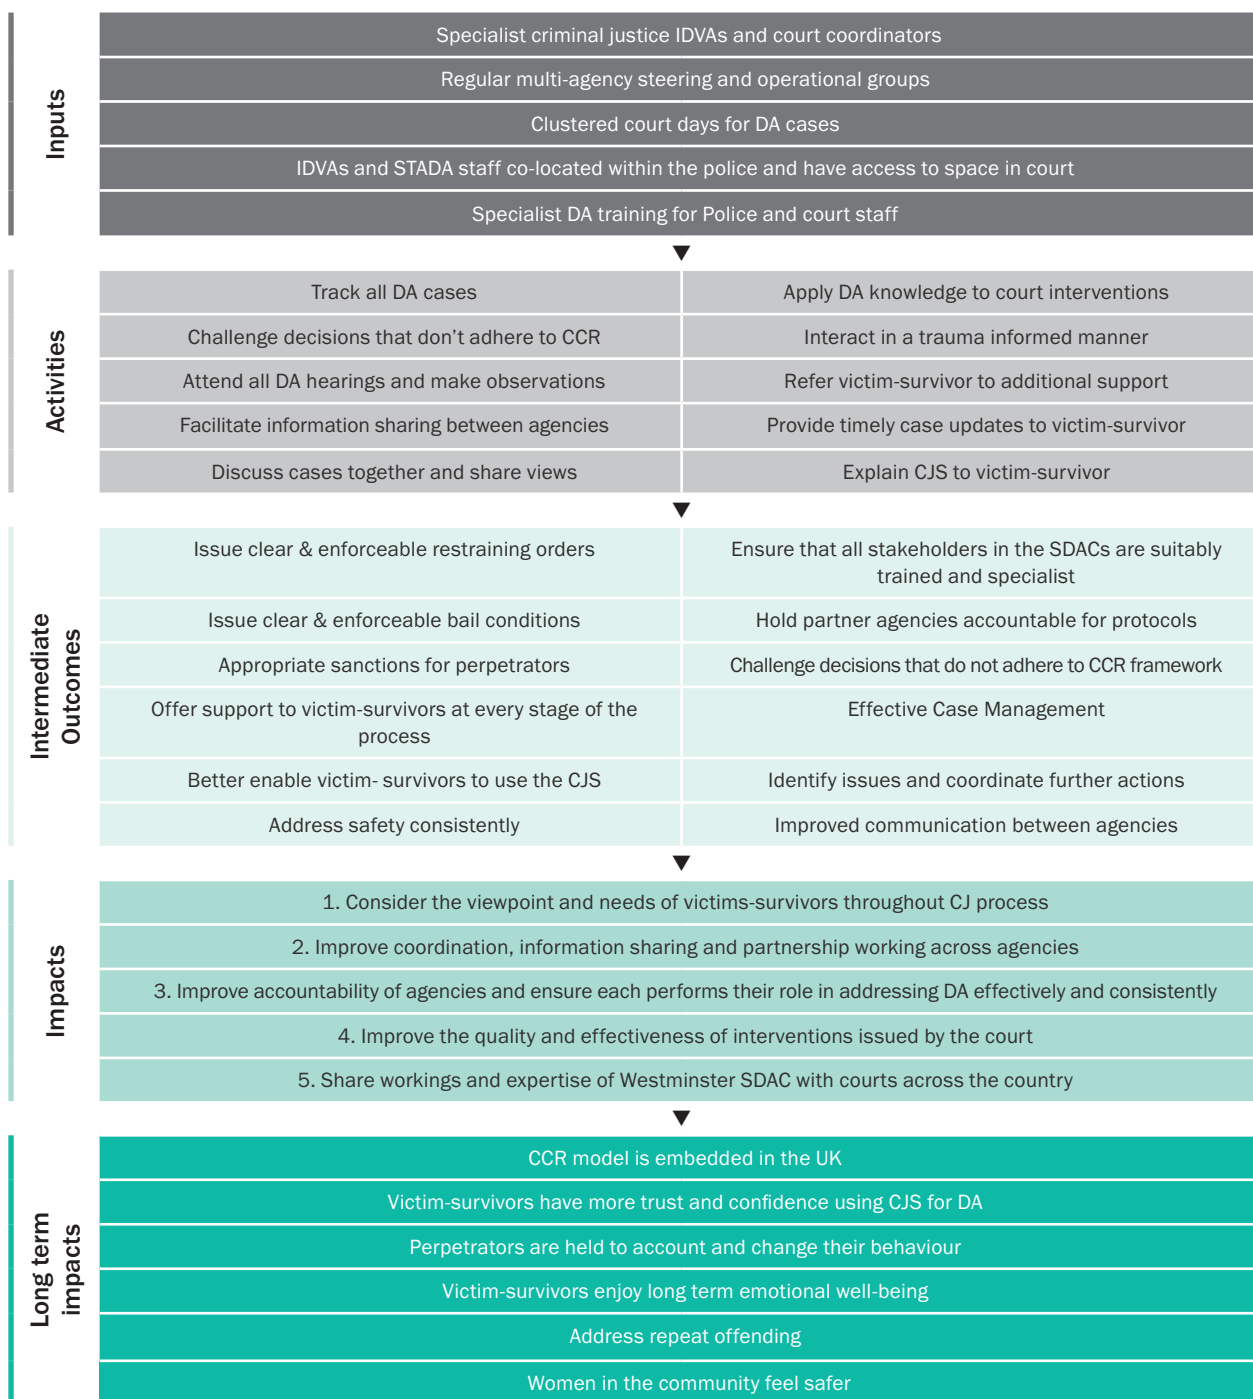 Inputs
Specialist criminal justice IDVAs and court coordinators
Regular multi-agency steering and operational groups
Clustered court days for DA cases
IDVAs and STADA staff co-located within the police and have access to space in court
Specialist DA training for Police and court staff
Activities
Track all DA cases
Apply DA knowledge to court interventions
Challenge decisions that don't adhere to CCR
Interact in a trauma informed manner
Attend all DA hearings and make observations
Refer victim-survivor to additional support
Facilitate information sharing between agencies
Provide timely case updates to victim-survivor
Discuss cases together and share views
Explain CJS to victim-survivor
Intermediate
Outcomes
Issue clear & enforceable restraining orders
Ensure that all stakeholders in the SDACs are suitably
trained and specialist
Issue clear & enforceable bail conditions
Hold partner agencies accountable for protocols
Appropriate sanctions for perpetrators
Challenge decisions that do not adhere to CCR framework
Offer support to victim-survivors at every stage of the
process
Effective Case Management
Better enable victim- survivors to use the CJS
Identify issues and coordinate further actions
Address safety consistently
Improved communication between agencies
Impacts
1. Consider the viewpoint and needs of victims-survivors throughout CJ process
2. Improve coordination, information sharing and partnership working across agencies
3. Improve accountability of agencies and ensure each performs their role in addressing DA effectively and consistently
4. Improve the quality and effectiveness of interventions issued by the court
5. Share workings and expertise of Westminster SDAC with courts across the country
Long term
impacts
CCR model is embedded in the UK
Victim-survivors have more trust and confidence using CJS for DA
Perpetrators are held to account and change their behaviour
Victim-survivors enjoy long term emotional well-being
Address repeat offending
Women in the community feel safer